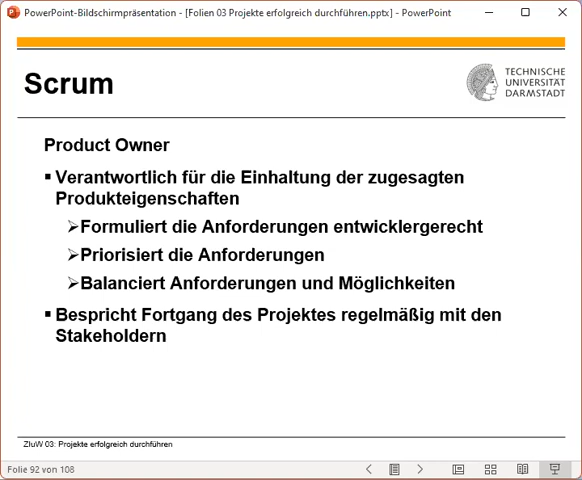 PowerPoint-Bildschirmpräsentation - [Folien 03 Projekte erfolgreich durchführen.pptx] - PowerPoint
Scrum
TECHNISCHE
UNIVERSITÄT
DARMSTADT
Product Owner
▪ Verantwortlich für die Einhaltung der zugesagten
Produkteigenschaften
➢Formuliert die Anforderungen entwicklergerecht
➢Priorisiert die Anforderungen
➢Balanciert Anforderungen und Möglichkeiten
▪ Bespricht Fortgang des Projektes regelmäßig mit den
Stakeholdern
ZIuW 03: Projekte erfolgreich durchführen
Folie 92 von 108